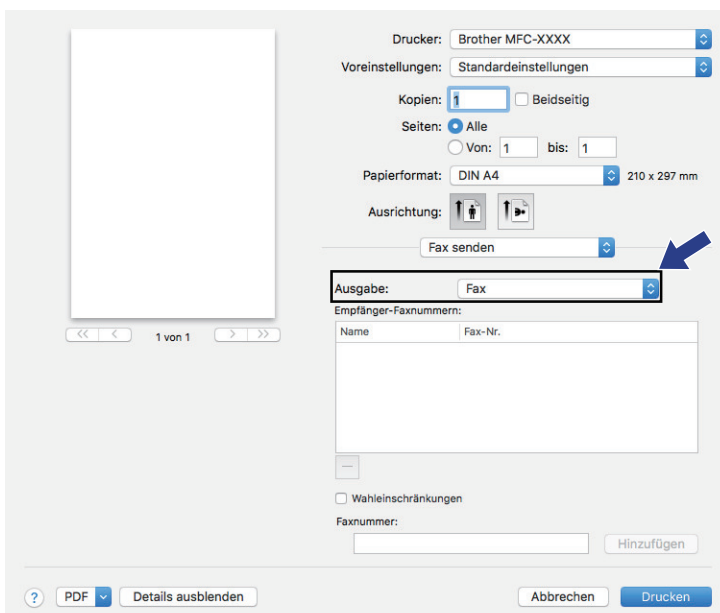 Drucker: Brother MFC-XXXX
Voreinstellungen: Standardeinstellungen
Kopien: 1 Beidseitig
Seiten: Alle
Von: 1 bis: 1
Papierformat: DIN A4 210 x 297 mm
Ausrichtung:
Fax senden
Ausgabe: Fax
Empfänger-Faxnummern:
Name Fax-Nr.
<< < 1 von 1 > >>
Wahleinschränkungen
Faxnummer:
Hinzufügen
? PDF Details ausblenden Abbrechen Drucken